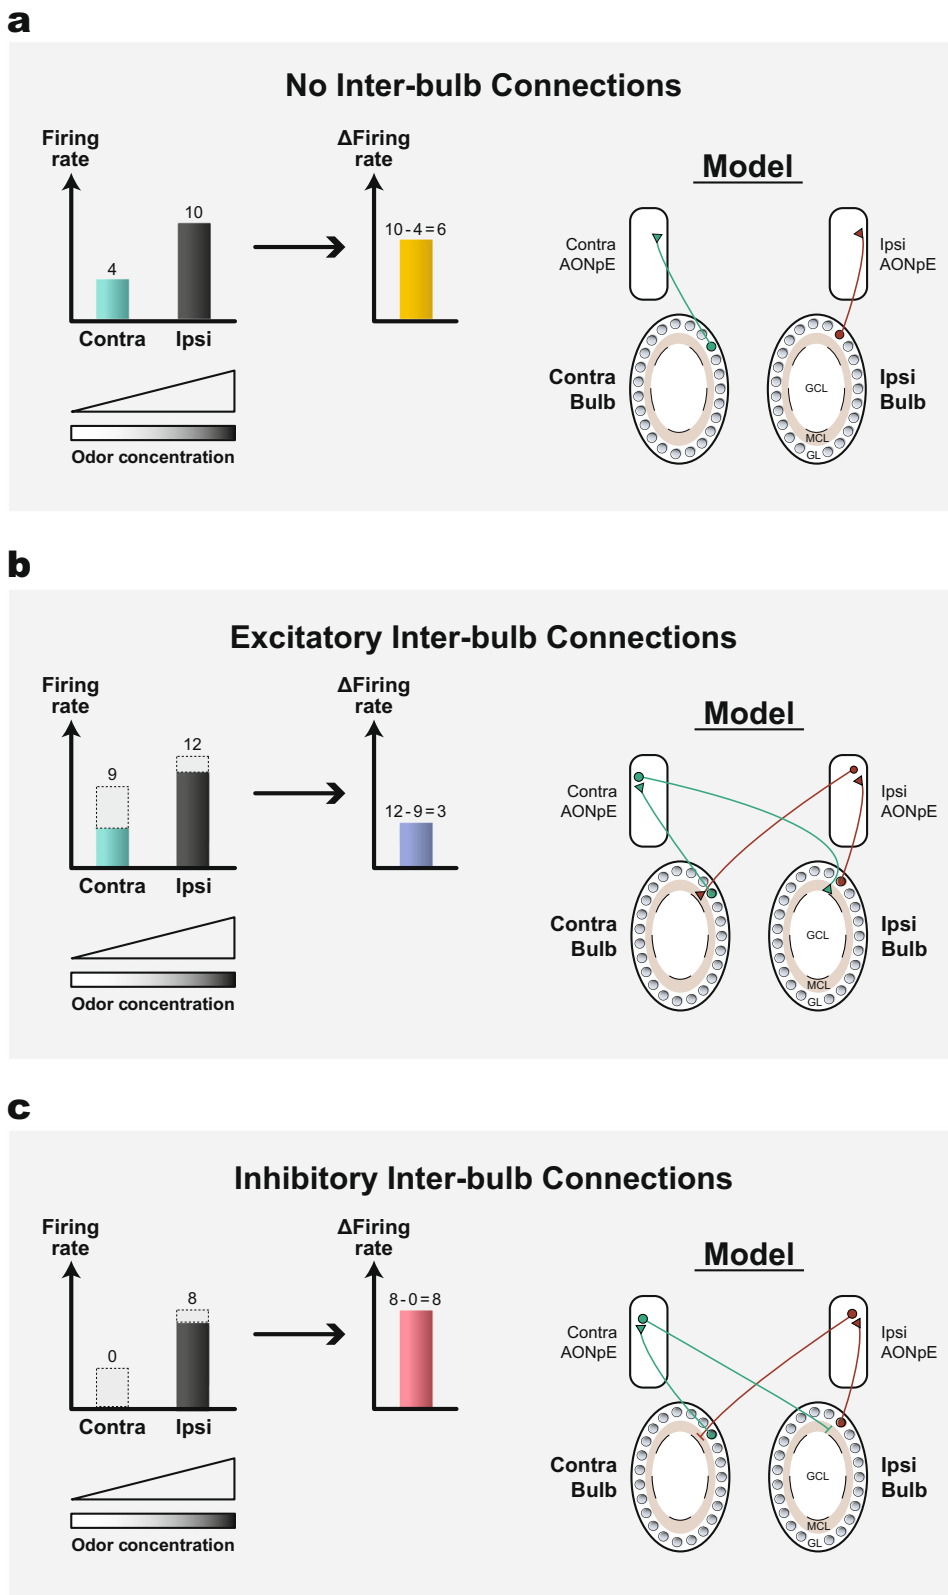 a
No Inter-bulb Connections
Firing
rate
10
4
Contra
Ipsi
Odor concentration
ΔFiring
rate
10-4=6
Model
Contra
AONpE
Ipsi
AONpE
Contra
Bulb
GCL
MCL
GL
Ipsi
Bulb
b
Excitatory Inter-bulb Connections
Firing
rate
12
9
Contra
Ipsi
Odor concentration
ΔFiring
rate
12-9=3
Model
Contra
AONpE
Ipsi
AONpE
Contra
Bulb
GCL
MCL
GL
Ipsi
Bulb
c
Inhibitory Inter-bulb Connections
Firing
rate
8
0
Contra
Ipsi
Odor concentration
ΔFiring
rate
8-0=8
Model
Contra
AONpE
Ipsi
AONpE
Contra
Bulb
GCL
MCL
GL
Ipsi
Bulb